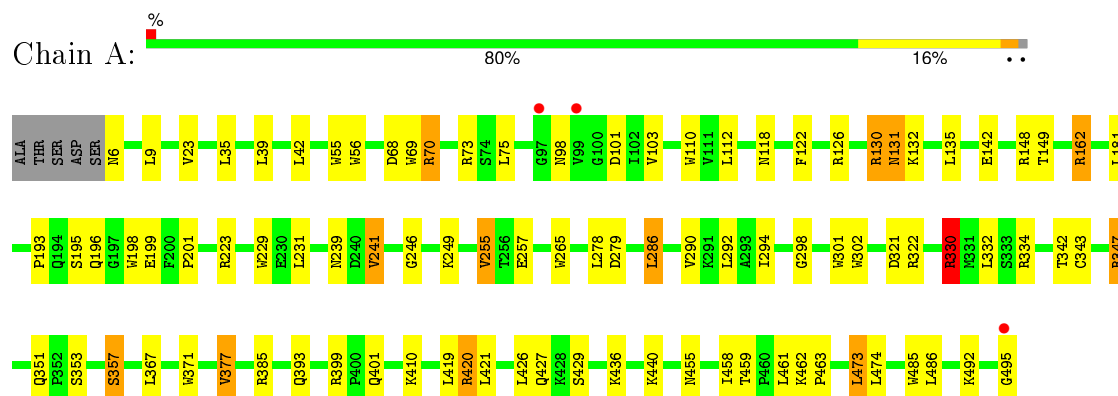 %
Chain A:
80% 16% • •
ALA THR SER ASP SER N6 L9 V23 L35 L39 L42 W55 W56 D68 W69 R70 R73 S74 L75 G97 N98 V99 G100 D101 I102 V103 W110 V111 L112 N118 F122 R126 R130 N131 K132 L135 E142 R148 T149 R162 L181
P193 Q194 S195 Q196 G197 W198 E199 F200 P201 R223 W229 E230 L231 N239 D240 V241 G246 K249 V255 T256 E257 W265 L278 D279 L286 V290 K291 L292 A293 I294 G298 W301 W302 D321 R322 R330 M331 L332 S333 R334 T342 C343 R347
Q351 P352 S353 S357 L367 W371 V377 R385 Q393 R399 P400 Q401 K410 L419 R420 L421 L426 Q427 K428 S429 K436 K440 N455 I458 T459 P460 L461 K462 P463 L473 L474 W485 L486 K492 G495